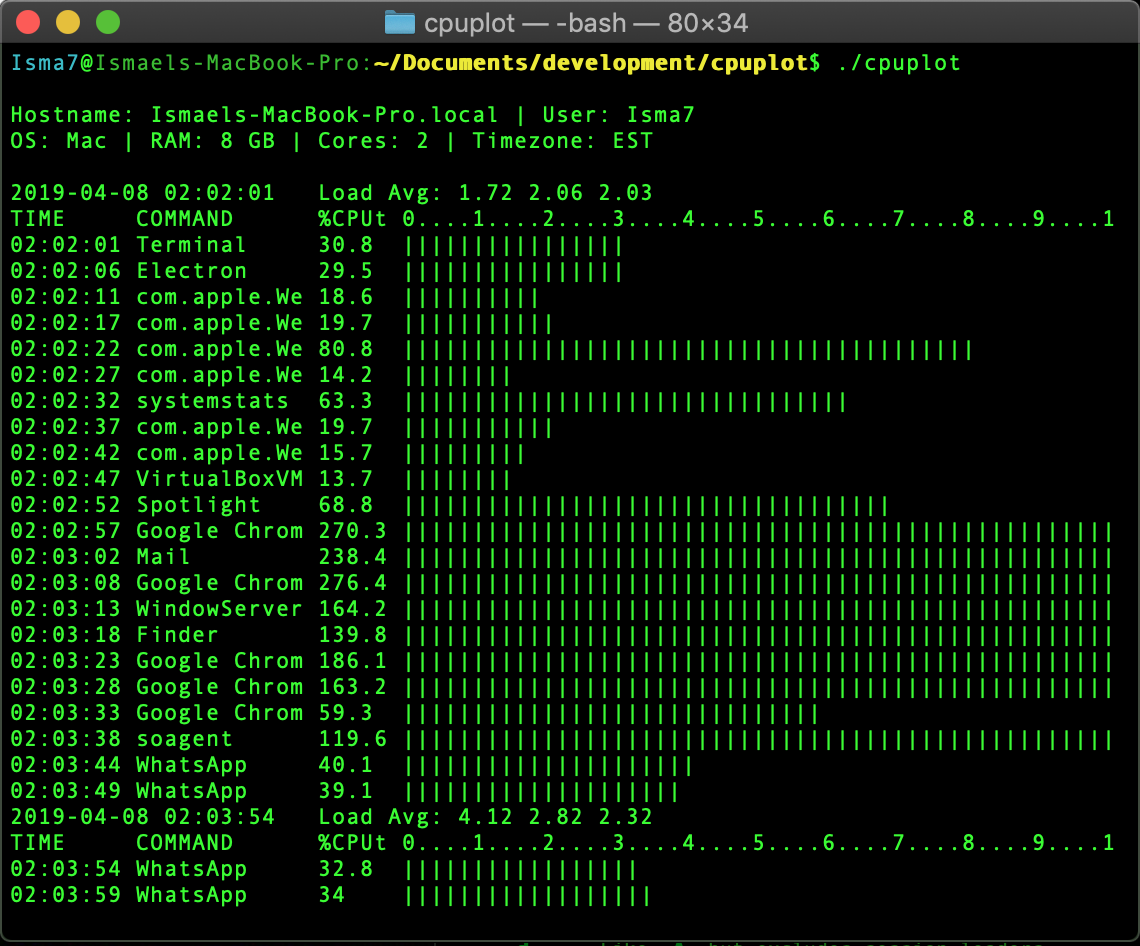 cpuplot — -bash — 80×34
Isma7@Ismaels-MacBook-Pro:~/Documents/development/cpuplot$ ./cpuplot
Hostname: Ismaels-MacBook-Pro.local | User: Isma7
OS: Mac | RAM: 8 GB | Cores: 2 | Timezone: EST
2019-04-08 02:02:01   Load Avg: 1.72 2.06 2.03
TIME     COMMAND      %CPUt 0....1....2....3....4....5....6....7....8....9....1
02:02:01 Terminal     30.8  ||||||||||||||||
02:02:06 Electron     29.5  ||||||||||||||||
02:02:11 com.apple.We 18.6  ||||||||||
02:02:17 com.apple.We 19.7  |||||||||||
02:02:22 com.apple.We 80.8  |||||||||||||||||||||||||||||||||||||||||
02:02:27 com.apple.We 14.2  ||||||||
02:02:32 systemstats  63.3  ||||||||||||||||||||||||||||||||
02:02:37 com.apple.We 19.7  |||||||||||
02:02:42 com.apple.We 15.7  |||||||||
02:02:47 VirtualBoxVM 13.7  ||||||||
02:02:52 Spotlight    68.8  |||||||||||||||||||||||||||||||||||
02:02:57 Google Chrom 270.3 |||||||||||||||||||||||||||||||||||||||||||||||||||
02:03:02 Mail         238.4 |||||||||||||||||||||||||||||||||||||||||||||||||||
02:03:08 Google Chrom 276.4 |||||||||||||||||||||||||||||||||||||||||||||||||||
02:03:13 WindowServer 164.2 |||||||||||||||||||||||||||||||||||||||||||||||||||
02:03:18 Finder       139.8 |||||||||||||||||||||||||||||||||||||||||||||||||||
02:03:23 Google Chrom 186.1 |||||||||||||||||||||||||||||||||||||||||||||||||||
02:03:28 Google Chrom 163.2 |||||||||||||||||||||||||||||||||||||||||||||||||||
02:03:33 Google Chrom 59.3  ||||||||||||||||||||||||||||||
02:03:38 soagent      119.6 |||||||||||||||||||||||||||||||||||||||||||||||||||
02:03:44 WhatsApp     40.1  |||||||||||||||||||||
02:03:49 WhatsApp     39.1  ||||||||||||||||||||
2019-04-08 02:03:54   Load Avg: 4.12 2.82 2.32
TIME     COMMAND      %CPUt 0....1....2....3....4....5....6....7....8....9....1
02:03:54 WhatsApp     32.8  |||||||||||||||||
02:03:59 WhatsApp     34    ||||||||||||||||||